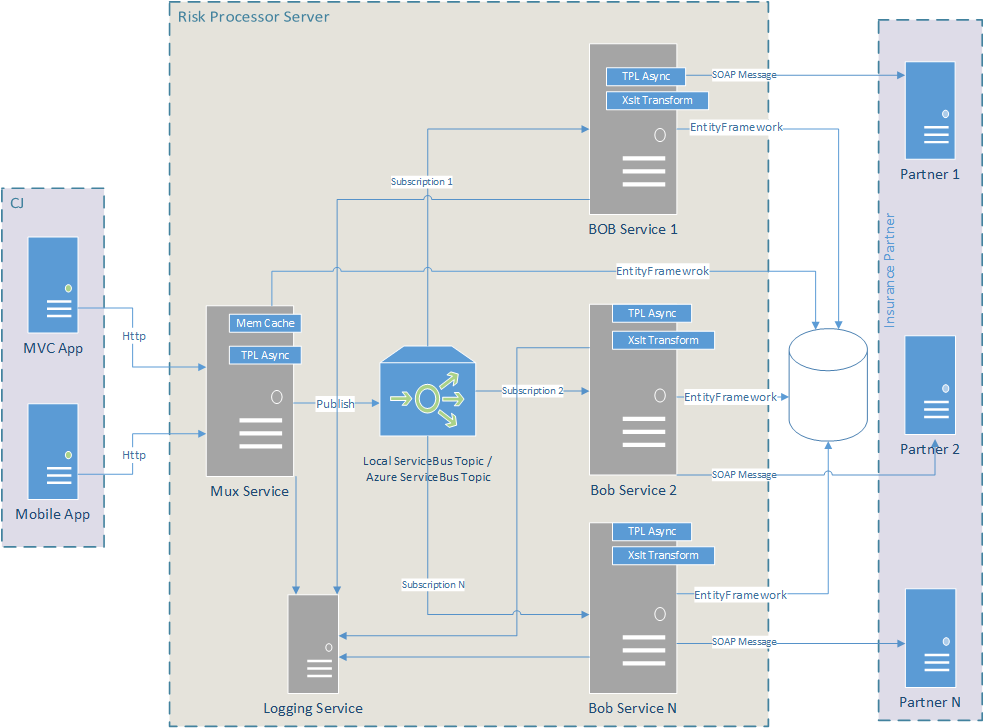 Risk Processor Server
CJ
MVC App
Mobile App
Http
Http
Mem Cache
TPL Async
Mux Service
Publish
Local ServiceBus Topic /
Azure ServiceBus Topic
Subscription 1
Subscription 2
Subscription N
Logging Service
TPL Async
Xslt Transform
BOB Service 1
SOAP Message
EntityFramework
EntityFramewrok
TPL Async
Xslt Transform
Bob Service 2
EntityFramework
SOAP Message
TPL Async
Xslt Transform
Bob Service N
EntityFramework
SOAP Message
Insurance Partner
Partner 1
Partner 2
Partner N